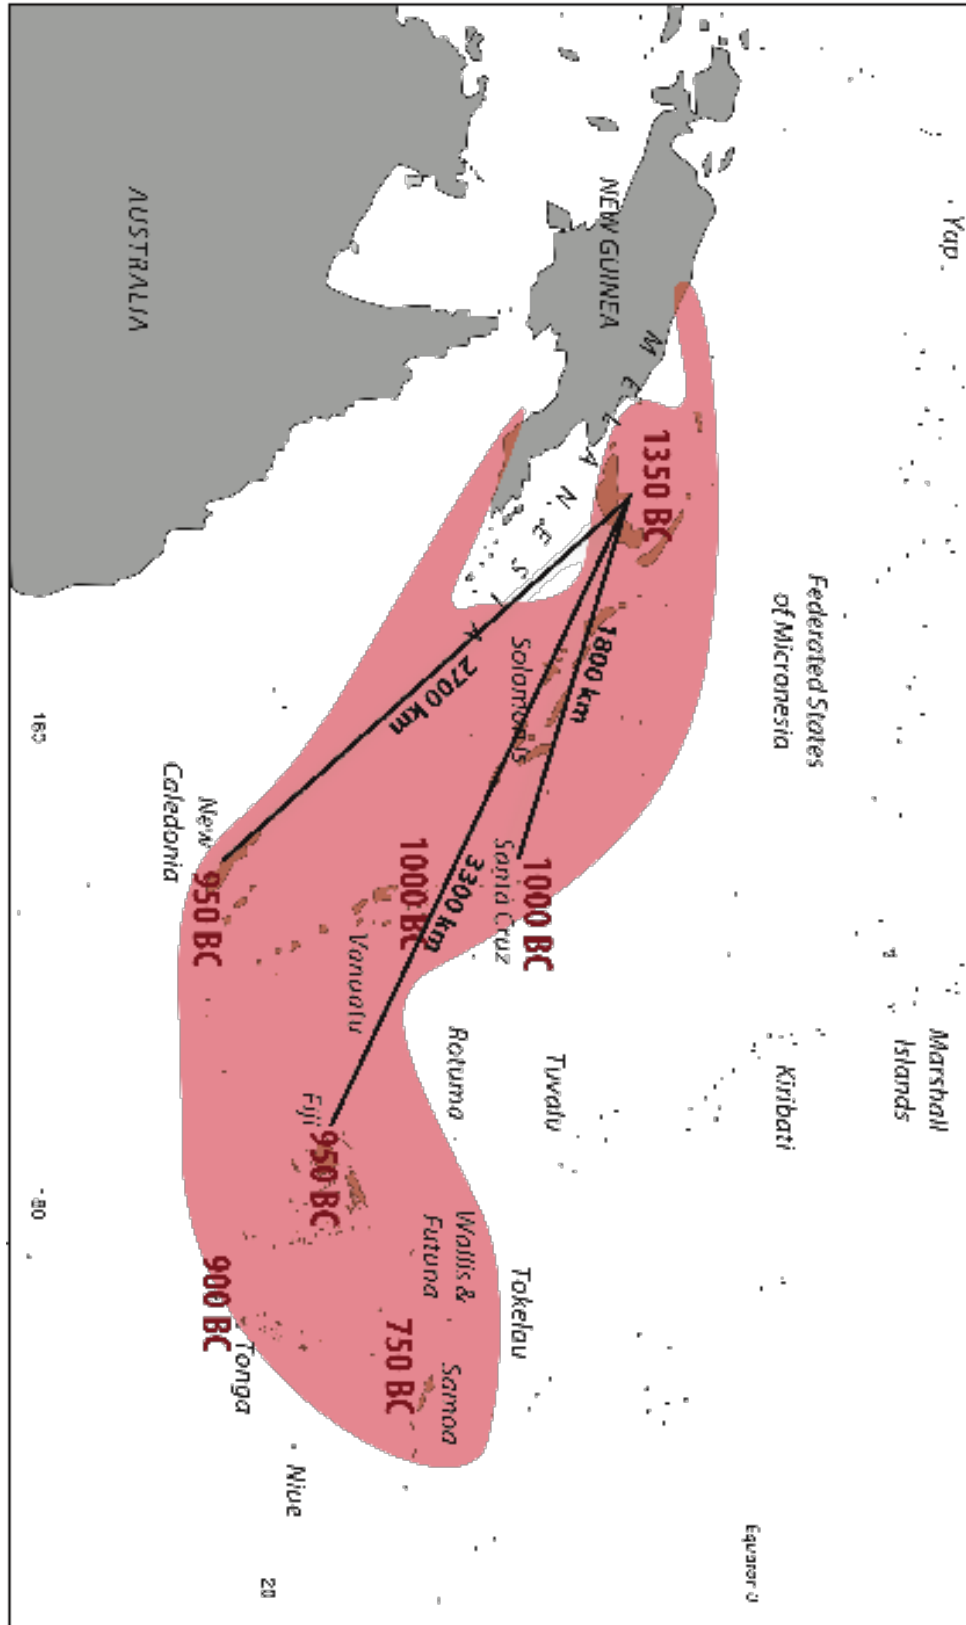 Yap
Marshall
Islands
Federated States
of Micronesia
Kiribati
Equator 0
NEW GUINEA
MELANESIA
1350 BC
1800 km
Solomons
1000 BC
Santa Cruz
Tuvalu
Tokelau
Rotuma
Wallis &
Futuna
Samoa
750 BC
2700 km
3300 km
1000 BC
Vanuatu
Fiji
950 BC
AUSTRALIA
New
Caledonia
950 BC
900 BC
Tonga
Niue
20
160